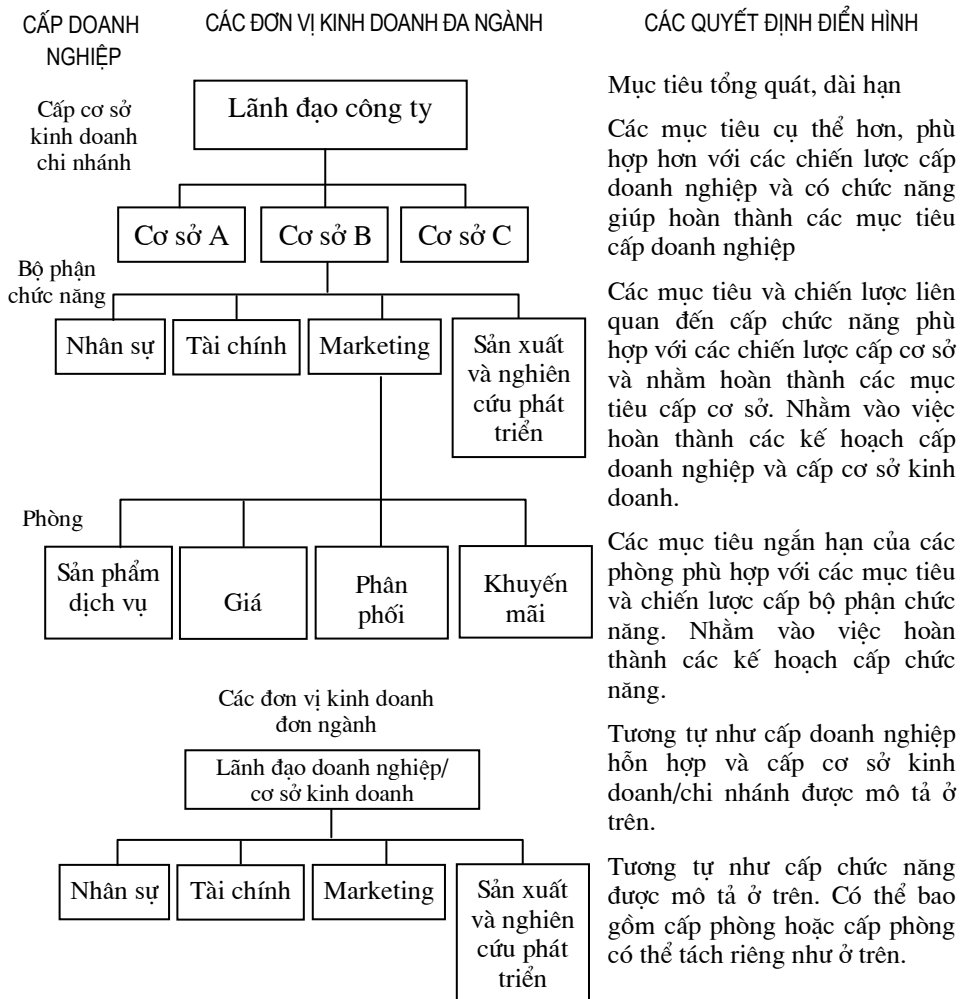 CẤP DOANH
NGHIỆP
CÁC ĐƠN VỊ KINH DOANH ĐA NGÀNH
CÁC QUYẾT ĐỊNH ĐIỂN HÌNH
Cấp cơ sở
kinh doanh
chi nhánh
Lãnh đạo công ty
Mục tiêu tổng quát, dài hạn
Các mục tiêu cụ thể hơn, phù
hợp hơn với các chiến lược cấp
doanh nghiệp và có chức năng
giúp hoàn thành các mục tiêu
cấp doanh nghiệp
Cơ sở A
Cơ sở B
Cơ sở C
Bộ phận
chức năng
Nhân sự
Tài chính
Marketing
Sản xuất
và nghiên
cứu phát
triển
Các mục tiêu và chiến lược liên
quan đến cấp chức năng phù
hợp với các chiến lược cấp cơ sở
và nhằm hoàn thành các mục
tiêu cấp cơ sở. Nhằm vào việc
hoàn thành các kế hoạch cấp
doanh nghiệp và cấp cơ sở kinh
doanh.
Phòng
Sản phẩm
dịch vụ
Giá
Phân
phối
Khuyến
mãi
Các mục tiêu ngắn hạn của các
phòng phù hợp với các mục tiêu
và chiến lược cấp bộ phận chức
năng. Nhằm vào việc hoàn
thành các kế hoạch cấp chức
năng.
Các đơn vị kinh doanh
đơn ngành
Lãnh đạo doanh nghiệp/
cơ sở kinh doanh
Tương tự như cấp doanh nghiệp
hỗn hợp và cấp cơ sở kinh
doanh/chi nhánh được mô tả ở
trên.
Nhân sự
Tài chính
Marketing
Sản xuất
và nghiên
cứu phát
triển
Tương tự như cấp chức năng
được mô tả ở trên. Có thể bao
gồm cấp phòng hoặc cấp phòng
có thể tách riêng như ở trên.